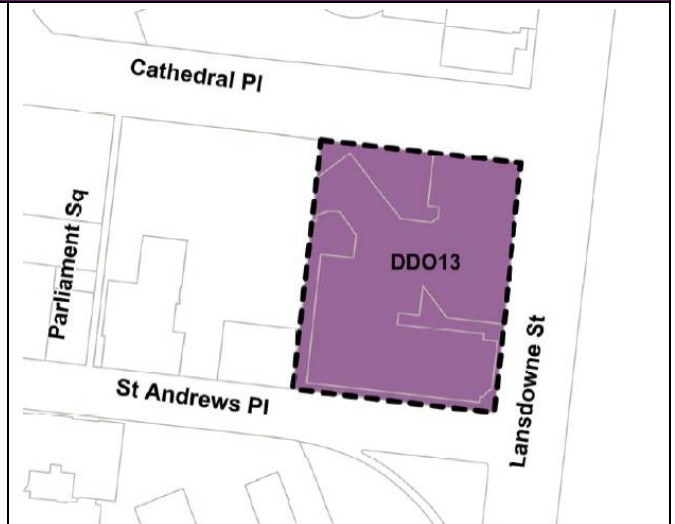 Cathedral Pl
Parliament Sq
DDO13
St Andrews Pl
Lansdowne St